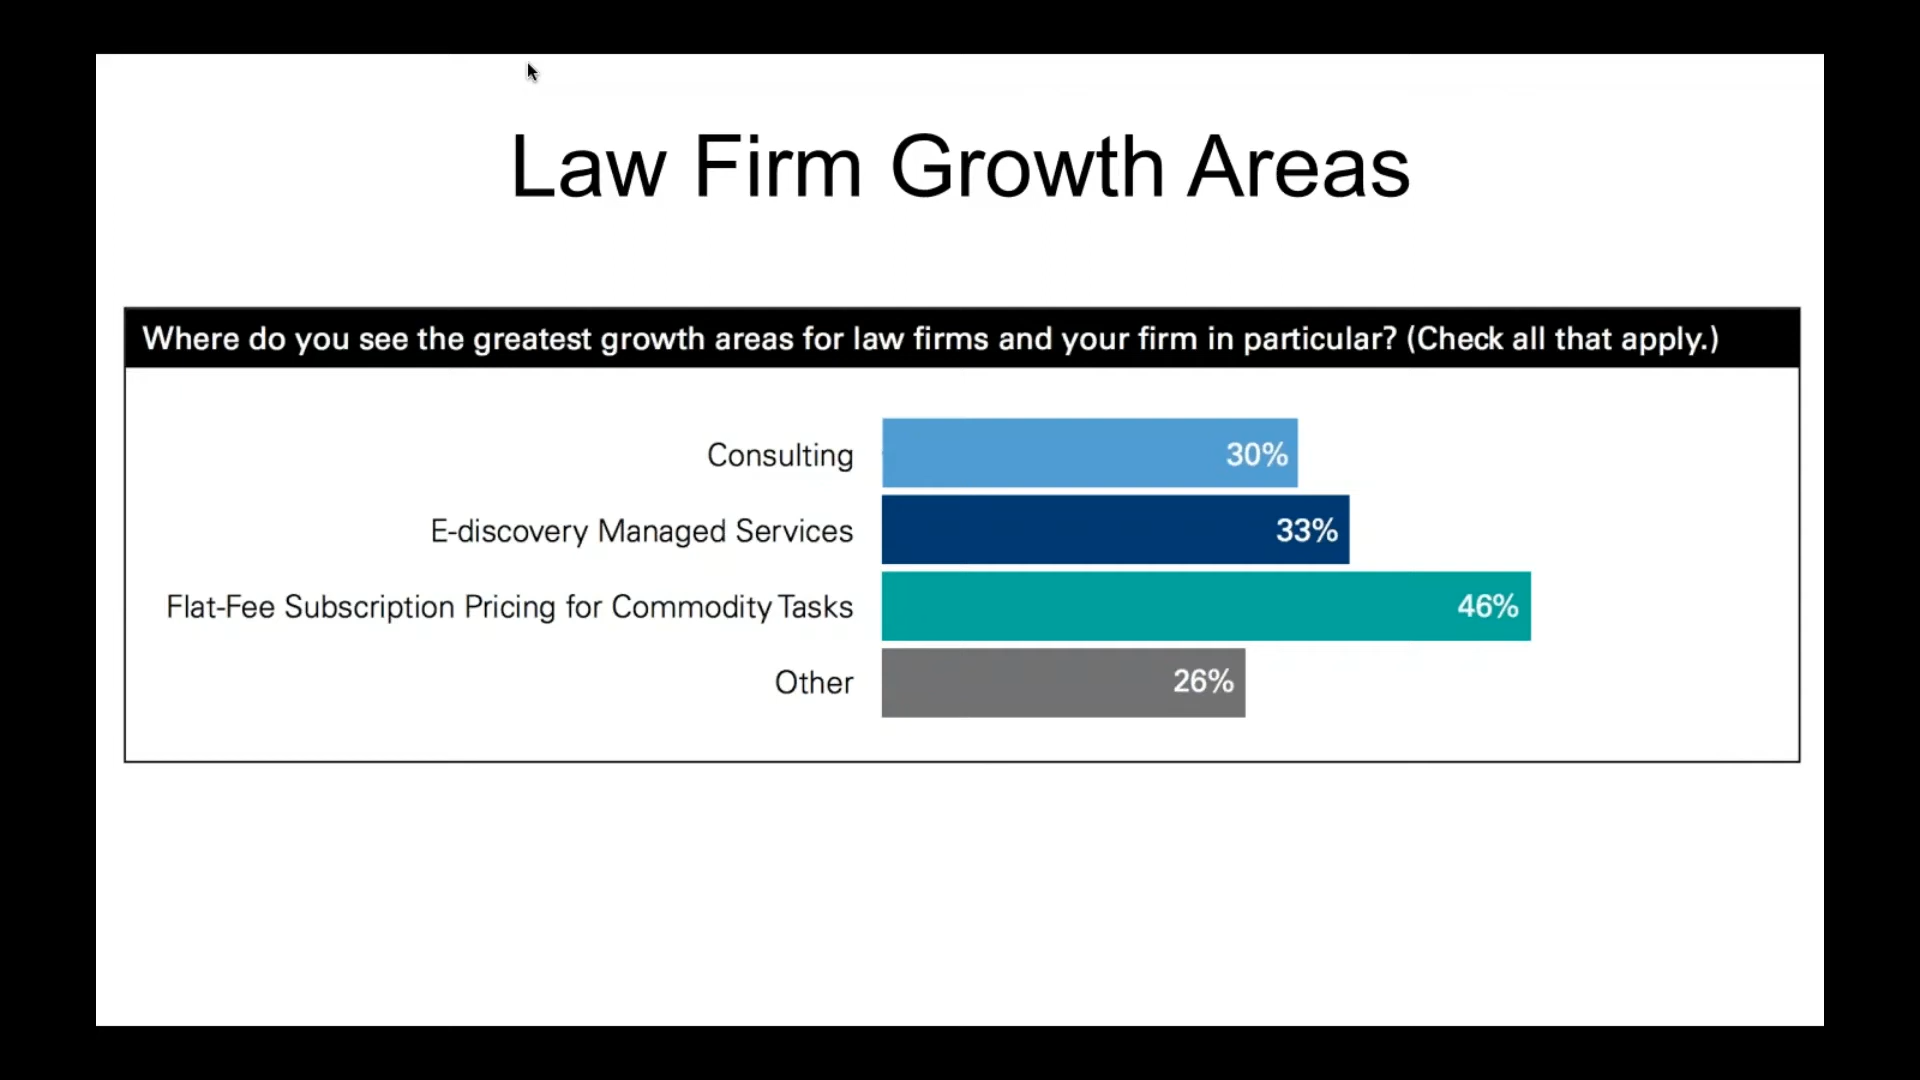 Law Firm Growth Areas
Where do you see the greatest growth areas for law firms and your firm in particular? (Check all that apply.)
Consulting 30%
E-discovery Managed Services 33%
Flat-Fee Subscription Pricing for Commodity Tasks 46%
Other 26%